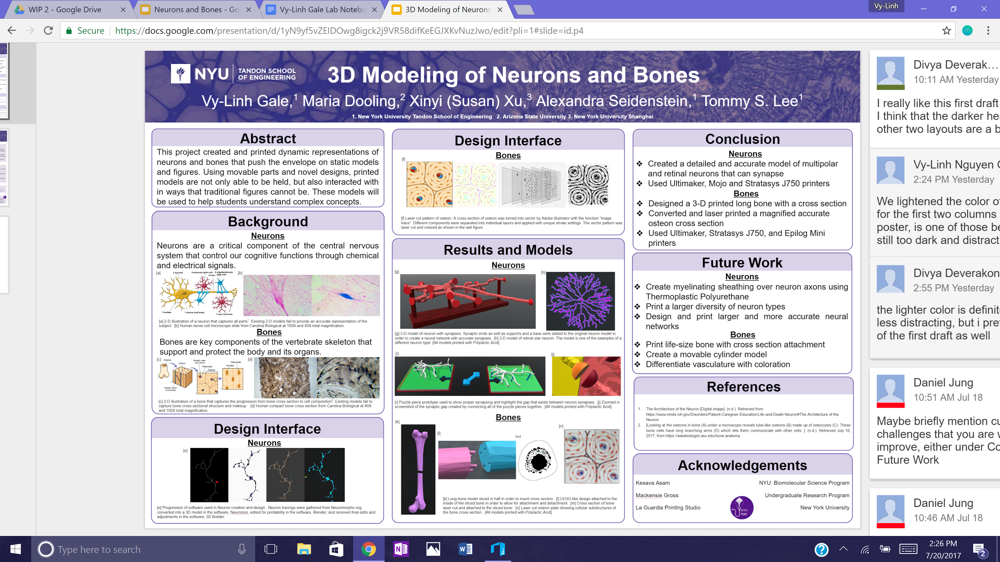 WIP 2 - Google Drive
Neurons and Bones - Go
Vy-Linh Gale Lab Notebo
3D Modeling of Neurons
Vy-Linh
Secure
https://docs.google.com/presentation/d/1yN9yf5vZEIDOwg8igck2j9VR58difKeEGJXKvNuzJwo/edit?pli=1#slide=id.p4
NYU TANDON SCHOOL
OF ENGINEERING
3D Modeling of Neurons and Bones
Vy-Linh Gale,1 Maria Dooling,2 Xinyi (Susan) Xu,3 Alexandra Seidenstein,1 Tommy S. Lee1
1. New York University Tandon School of Engineering 2. Arizona State University 3. New York University Shanghai
Abstract
This project created and printed dynamic representations of
neurons and bones that push the envelope on static models
and figures. Using movable parts and novel designs, printed
models are not only able to be held, but also interacted with
in ways that traditional figures cannot be. These models will
be used to help students understand complex concepts.
Background
Neurons
Neurons are a critical component of the central nervous
system that control our cognitive functions through chemical
and electrical signals.
[a]
3 dendrite
4 astrocyte (glial cell)
5 axon
6 oligodendrocyte
(glial cell)
2 nucleus
1 neuron (cell body)
7 axon terminals
[b]
[a] 2-D illustration of a neuron that captures all parts1. Existing 2-D models fail to provide an accurate representation of the
subject. [b] Human nerve cell microscope slide from Carolina Biological at 100X and 40X total magnification.
Bones
Bones are key components of the vertebrate skeleton that
support and protect the body and its organs.
[c]
Osteons
Osteon
Vessels, veins
and nerves
Osteocytes
Osteons
Nucleus
Osteocytes
Vessels, veins
and nerves
[d]
[c] 2-D illustration of a bone that captures the progression from bone cross section to cell composition2. Existing models fail to
capture bone cross sectional structure and makeup. [d] Human compact bone cross section from Carolina Biological at 40X
and 100X total magnification.
Design Interface
Neurons
[e]
[e] Progression of software used in Neuron creation and design. Neuron tracings were gathered from Neuromorpho.org,
converted into a 3D model in the software, Neuronize, edited for printability in the software, Blender, and received final edits and
adjustments in the software, 3D Builder.
Design Interface
Bones
[f]
[f] Laser cut pattern of osteon. A cross section of osteon was turned into vector by Adobe illustrator with the function "image
trace". Different components were separated into individual layers and applied with unique stroke settings. The vector pattern was
laser cut and colored as shown in the last figure.
Results and Models
Neurons
[g]
[h]
[g] 3-D model of neuron with synapses. Synaptic ends as well as supports and a base were added to the original neuron model in
order to create a neural network with accurate synapses. [h] 3-D model of retinal star neuron. The model is one of the examples of a
different neuron type. [All models printed with Polylactic Acid].
[i]
[j]
[i] Puzzle piece prototype used to show proper synapsing and highlight the gap that exists between neuron synapses. [j] Zoomed in
screenshot of the synaptic gap created by connecting all of the puzzle pieces together. [All models printed with Polylactic Acid].
Bones
[k]
[l]
[m]
[n]
[k] Long bone model sliced in half in order to insert cross section. [l] LEGO-like design attached to the
inside of the sliced bone in order to allow for attachment and detachment. [m] Cross section of bone
laser cut and attached to the sliced bone. [n] Laser cut osteon plate showing cellular substructures of
the bone cross section. [All models printed with Polylactic Acid].
Conclusion
Neurons
❖ Created a detailed and accurate model of multipolar
and retinal neurons that can synapse
❖ Used Ultimaker, Mojo and Stratasys J750 printers
Bones
❖ Designed a 3-D printed long bone with a cross section
❖ Converted and laser printed a magnified accurate
osteon cross section
❖ Used Ultimaker, Stratasys J750, and Epilog Mini
printers
Future Work
Neurons
❖ Create myelinating sheathing over neuron axons using
Thermoplastic Polyurethane
❖ Print a larger diversity of neuron types
❖ Design and print larger and more accurate neural
networks
Bones
❖ Print life-size bone with cross section attachment
❖ Create a movable cylinder model
❖ Differentiate vasculature with coloration
References
1. The Architecture of the Neuron [Digital image]. (n.d.). Retrieved from
https://www.ninds.nih.gov/Disorders/Patient-Caregiver-Education/Life-and-Death-Neuron#The Architecture of the
Neuron
2. [Looking at the osteons in bone (A) under a microscope reveals tube-like osteons (B) made up of osteocytes (C). These
bone cells have long branching arms (D) which lets them communicate with other cells. ]. (n.d.). Retrieved July 16,
2017, from https://askabiologist.asu.edu/bone-anatomy
Acknowledgements
Kesava Asam
Mackensie Gross
La Guardia Printing Studio
NYU: Biomolecular Science Program
Undergraduate Research Program
New York University
NYU
BMS
Divya Deverak...
10:11 AM Yesterday
I really like this first draft
I think that the darker hea
other two layouts are a b
Vy-Linh Nguyen G
2:24 PM Yesterday
We lightened the color of
for the first two columns
poster, is one of those be
still too dark and distract
Divya Deverakon
2:55 PM Yesterday
the lighter color is definite
less distracting, but i pre
of the first draft as well
Daniel Jung
10:51 AM Jul 18
Maybe briefly mention cu
challenges that you are w
improve, either under Co
Future Work
Daniel Jung
10:46 AM Jul 18
Type here to search
2:26 PM
7/20/2017
2